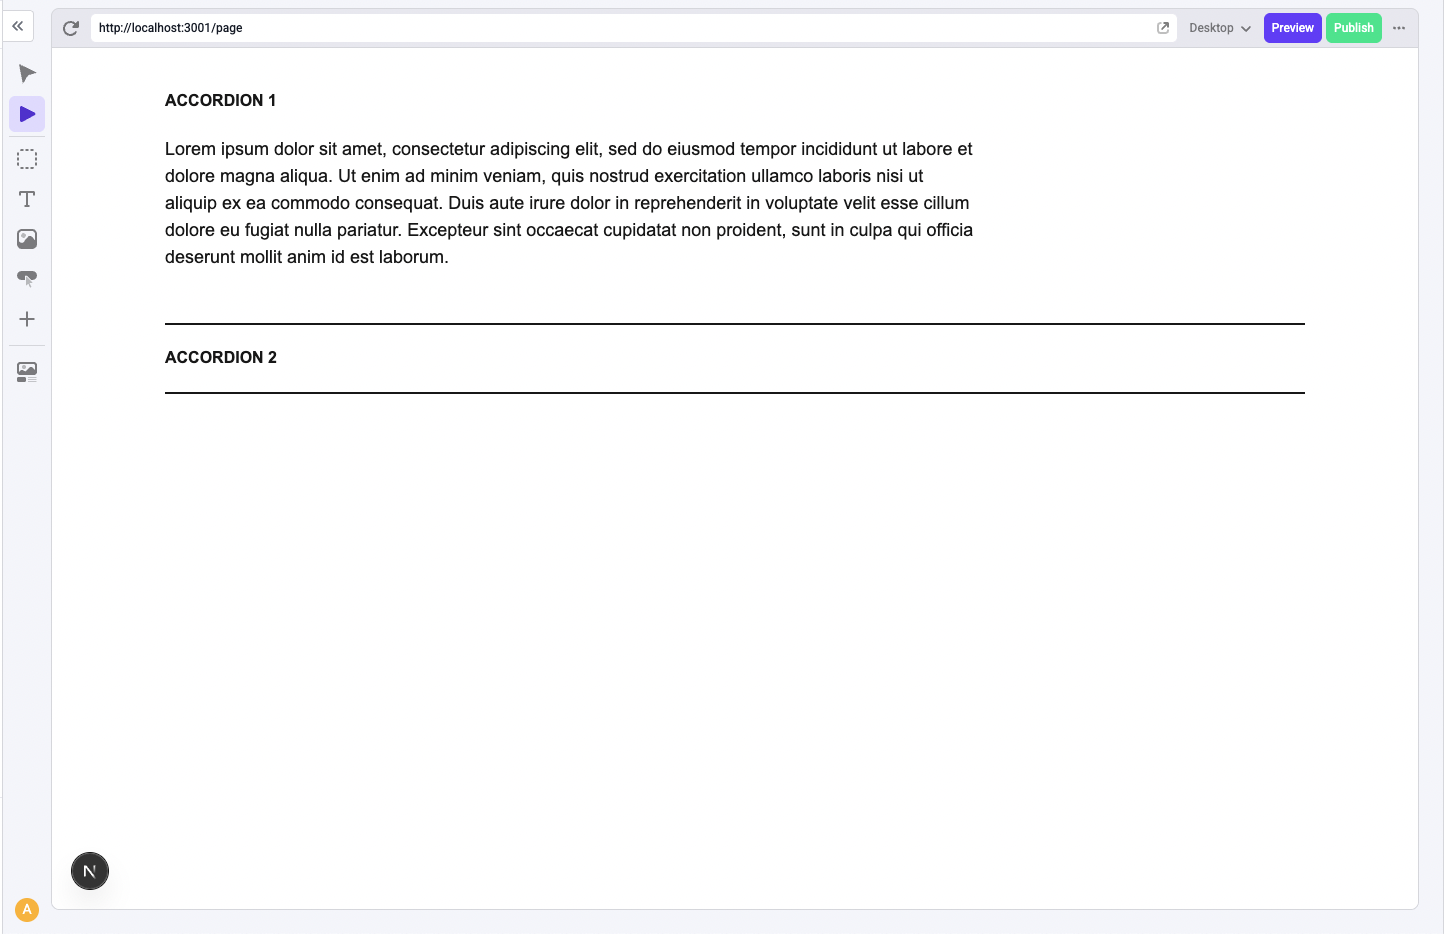 http://localhost:3001/page
Desktop
Preview
Publish
ACCORDION 1
Lorem ipsum dolor sit amet, consectetur adipiscing elit, sed do eiusmod tempor incididunt ut labore et
dolore magna aliqua. Ut enim ad minim veniam, quis nostrud exercitation ullamco laboris nisi ut
aliquip ex ea commodo consequat. Duis aute irure dolor in reprehenderit in voluptate velit esse cillum
dolore eu fugiat nulla pariatur. Excepteur sint occaecat cupidatat non proident, sunt in culpa qui officia
deserunt mollit anim id est laborum.
ACCORDION 2
N
A